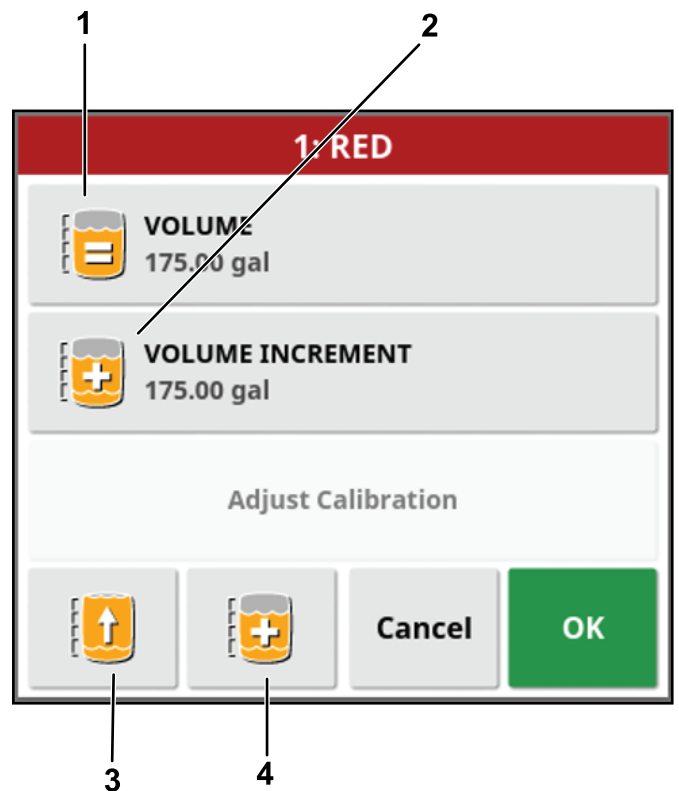 1
2
1: RED
VOLUME
175.00 gal
VOLUME INCREMENT
175.00 gal
Adjust Calibration
Cancel
OK
3
4